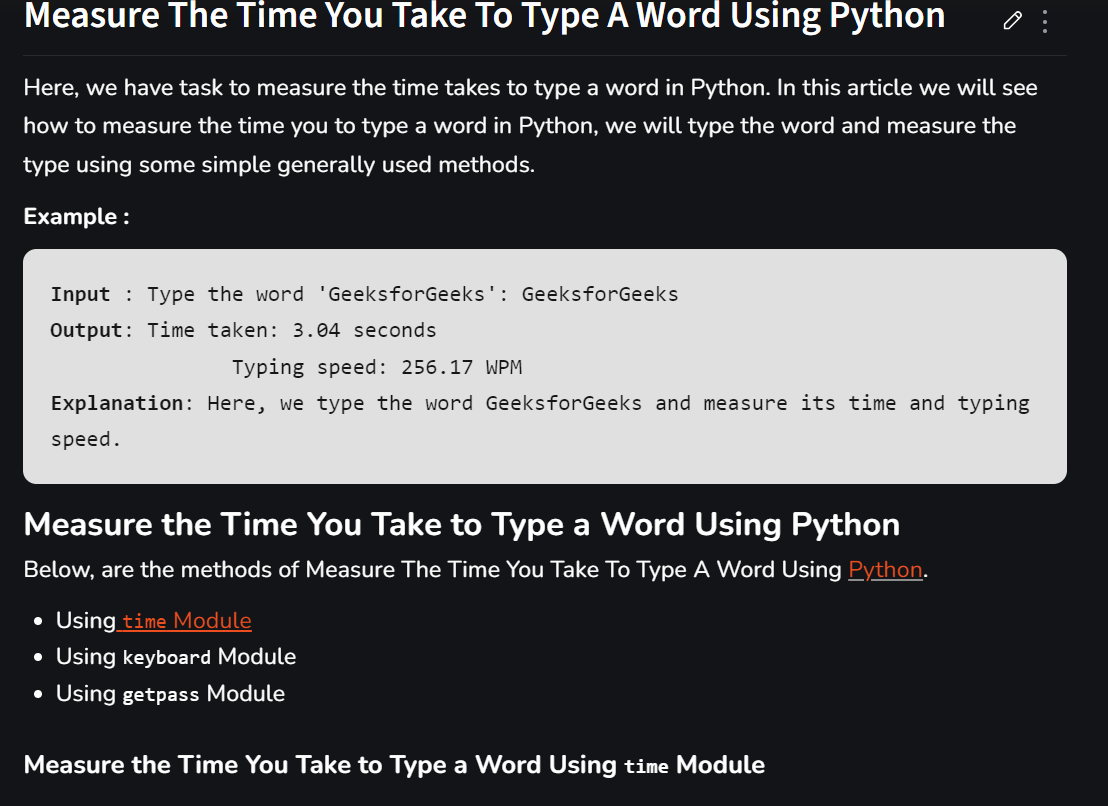 Measure The Time You Take To Type A Word Using Python
Here, we have task to measure the time takes to type a word in Python. In this article we will see
how to measure the time you to type a word in Python, we will type the word and measure the
type using some simple generally used methods.
Example :
Input : Type the word 'GeeksforGeeks': GeeksforGeeks
Output: Time taken: 3.04 seconds
Typing speed: 256.17 WPM
Explanation: Here, we type the word GeeksforGeeks and measure its time and typing
speed.
Measure the Time You Take to Type a Word Using Python
Below, are the methods of Measure The Time You Take To Type A Word Using Python.
• Using time Module
• Using keyboard Module
• Using getpass Module
Measure the Time You Take to Type a Word Using time Module